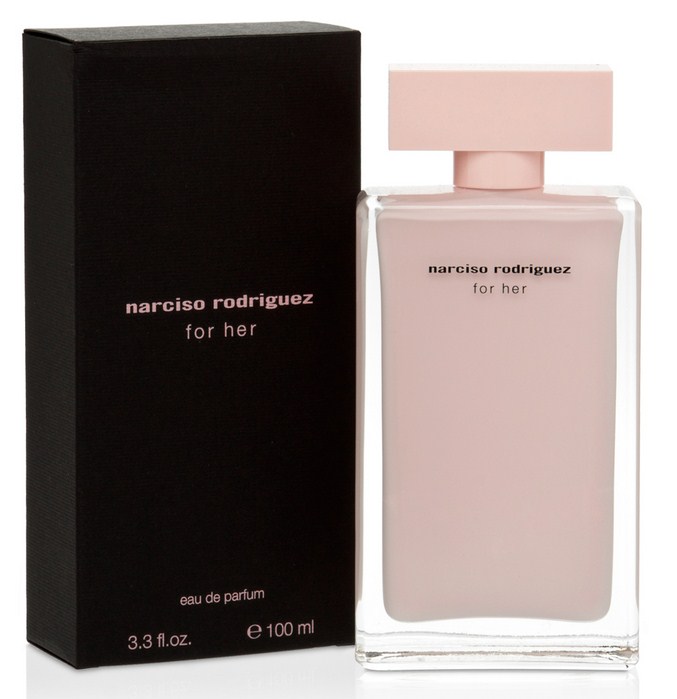 narciso rodriguez
for her
eau de parfum
3.3 fl.oz. ℮ 100 ml
narciso rodriguez
for her